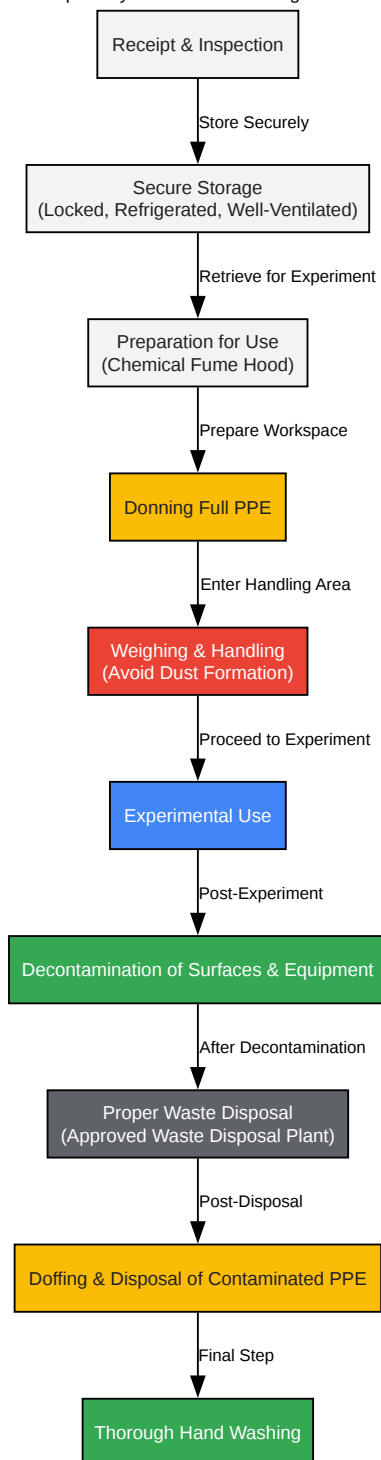 Receipt & Inspection
Store Securely
Secure Storage
(Locked, Refrigerated, Well-Ventilated)
Retrieve for Experiment
Preparation for Use
(Chemical Fume Hood)
Prepare Workspace
Donning Full PPE
Enter Handling Area
Weighing & Handling
(Avoid Dust Formation)
Proceed to Experiment
Experimental Use
Post-Experiment
Decontamination of Surfaces & Equipment
After Decontamination
Proper Waste Disposal
(Approved Waste Disposal Plant)
Post-Disposal
Doffing & Disposal of Contaminated PPE
Final Step
Thorough Hand Washing